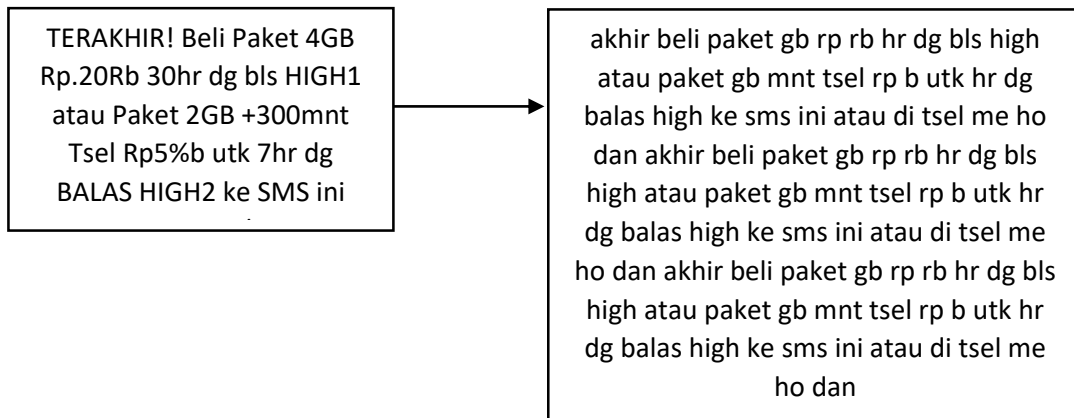 TERAKHIR! Beli Paket 4GB
Rp.20Rb 30hr dg bls HIGH1
atau Paket 2GB +300mnt
Tsel Rp5%b utk 7hr dg
BALAS HIGH2 ke SMS ini
akhir beli paket gb rp rb hr dg bls high
atau paket gb mnt tsel rp b utk hr dg
balas high ke sms ini atau di tsel me ho
dan akhir beli paket gb rp rb hr dg bls
high atau paket gb mnt tsel rp b utk hr
dg balas high ke sms ini atau di tsel me
ho dan akhir beli paket gb rp rb hr dg bls
high atau paket gb mnt tsel rp b utk hr
dg balas high ke sms ini atau di tsel me
ho dan